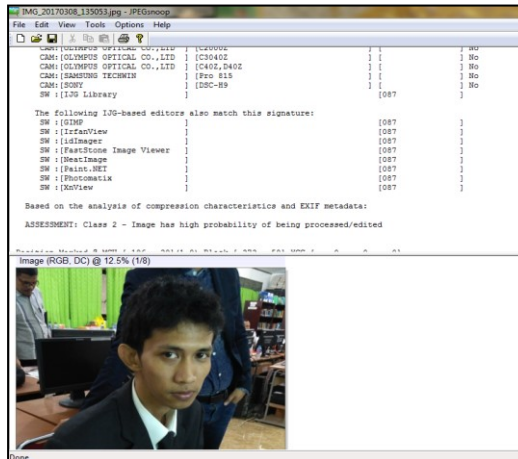 IMG_20170308_135053.jpg - JPEGsnoop
File Edit View Tools Options Help
CAM:[OLYMPUS OPTICAL CO.,LTD ] [C2000Z ] [ ] No
CAM:[OLYMPUS OPTICAL CO.,LTD ] [C3040Z ] [ ] No
CAM:[OLYMPUS OPTICAL CO.,LTD ] [C40Z,D40Z ] [ ] No
CAM:[SAMSUNG TECHWIN ] [Pro 815 ] [ ] No
CAM:[SONY ] [DSC-H9 ] [ ] No
SW :[IJG Library ] [087 ]
The following IJG-based editors also match this signature:
SW :[GIMP ] [087 ]
SW :[IrfanView ] [087 ]
SW :[idImager ] [087 ]
SW :[FastStone Image Viewer ] [087 ]
SW :[NeatImage ] [087 ]
SW :[Paint.NET ] [087 ]
SW :[Photomatix ] [087 ]
SW :[XnView ] [087 ]
Based on the analysis of compression characteristics and EXIF metadata:
ASSESSMENT: Class 2 - Image has high probability of being processed/edited
Image (RGB, DC) @ 12.5% (1/8)
Done